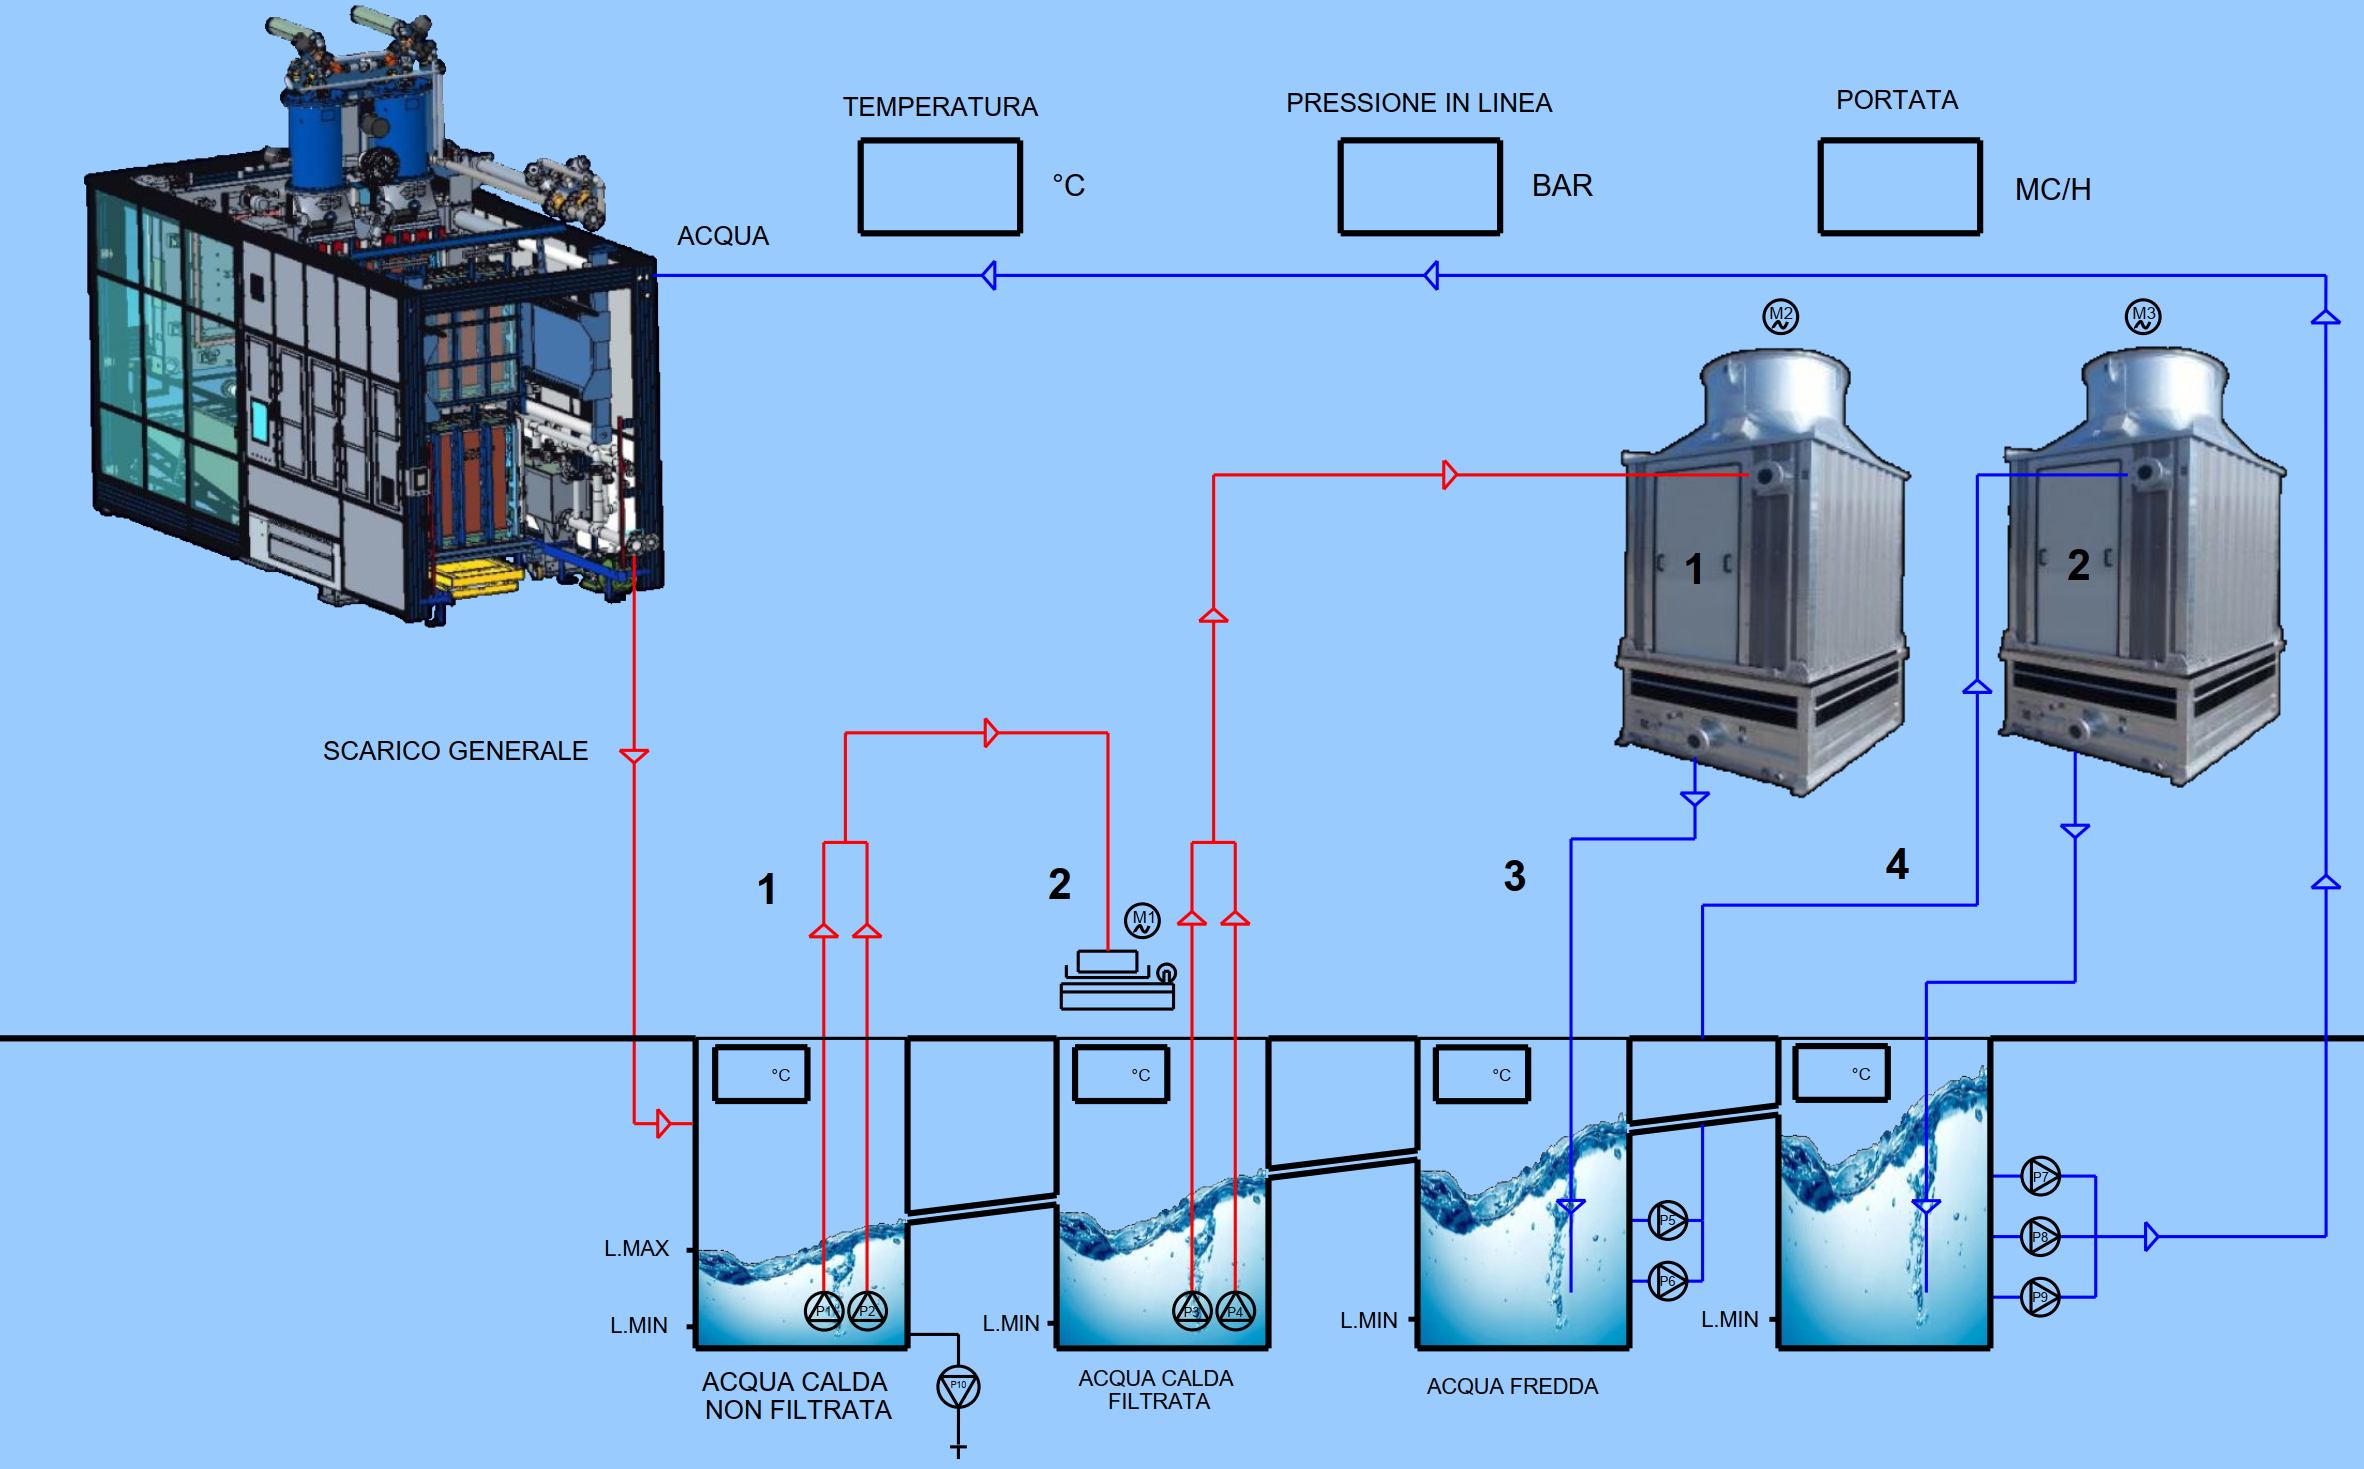 TEMPERATURA
°C
PRESSIONE IN LINEA
BAR
PORTATA
MC/H
ACQUA
M2
M3
1
2
SCARICO GENERALE
1
2
3
4
M1
°C
°C
°C
°C
L.MAX
L.MIN
L.MIN
L.MIN
L.MIN
P1
P2
P3
P4
P5
P6
P7
P8
P9
P10
ACQUA CALDA
NON FILTRATA
ACQUA CALDA
FILTRATA
ACQUA FREDDA